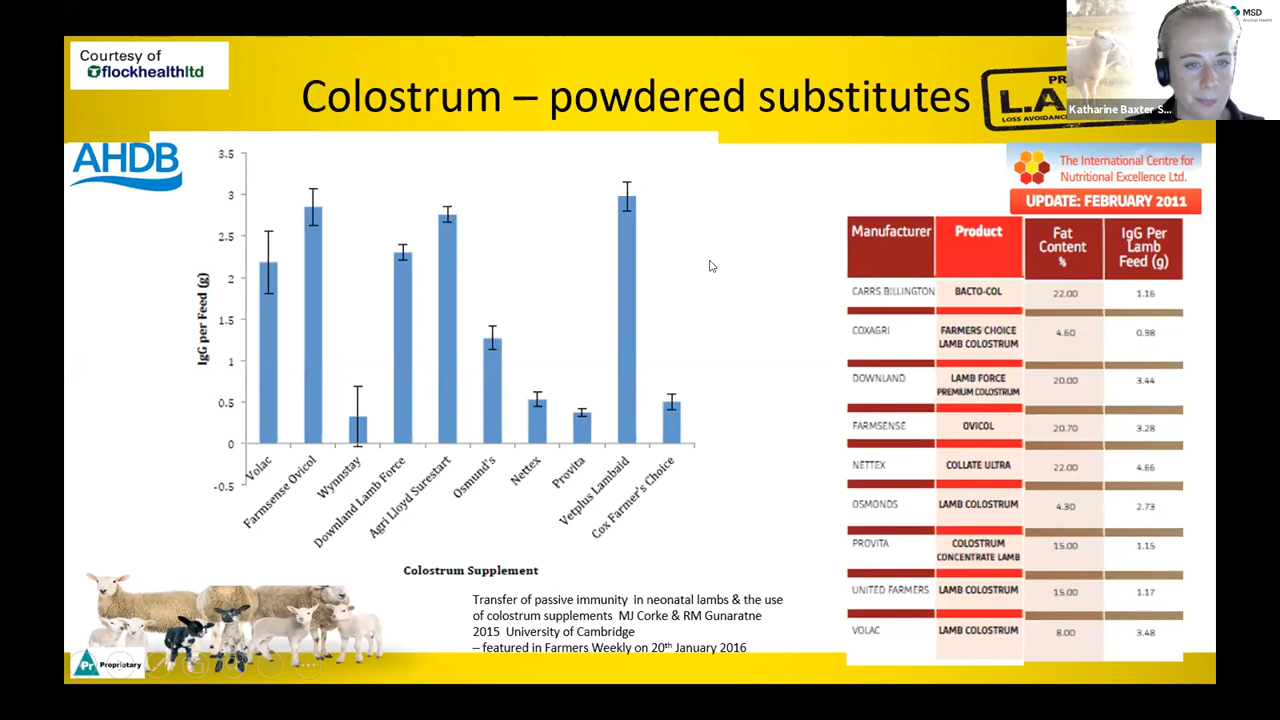 MSD
Animal Health
Courtesy of
flockhealthltd
Colostrum – powdered substitutes
PR
L.A
LOSS AVOIDANC
Katharine Baxter S...
AHDB
The International Centre for
Nutritional Excellence Ltd.
UPDATE: FEBRUARY 2011
3.5
3
2.5
2
1.5
1
0.5
0
-0.5
IgG per Feed (g)
Volac
Farmsense Ovicol
Wynnstay
Downland Lamb Force
Agri Lloyd Surestart
Osmund's
Nettex
Provita
Vetplus Lambaid
Cox Farmer's Choice
Colostrum Supplement
Manufacturer Product Fat Content % IgG Per Lamb Feed (g)
CARRS BILLINGTON BACTO-COL 22.00 1.16
COXAGRI FARMERS CHOICE LAMB COLOSTRUM 4.60 0.98
DOWNLAND LAMB FORCE PREMIUM COLOSTRUM 20.00 3.44
FARMSENSE OVICOL 20.70 3.28
NETTEX COLLATE ULTRA 22.00 4.66
OSMONDS LAMB COLOSTRUM 4.30 2.73
PROVITA COLOSTRUM CONCENTRATE LAMB 15.00 1.15
UNITED FARMERS LAMB COLOSTRUM 15.00 1.17
VOLAC LAMB COLOSTRUM 8.00 3.48
Transfer of passive immunity in neonatal lambs & the use
of colostrum supplements MJ Corke & RM Gunaratne
2015 University of Cambridge
– featured in Farmers Weekly on 20th January 2016
Pr Proprietary